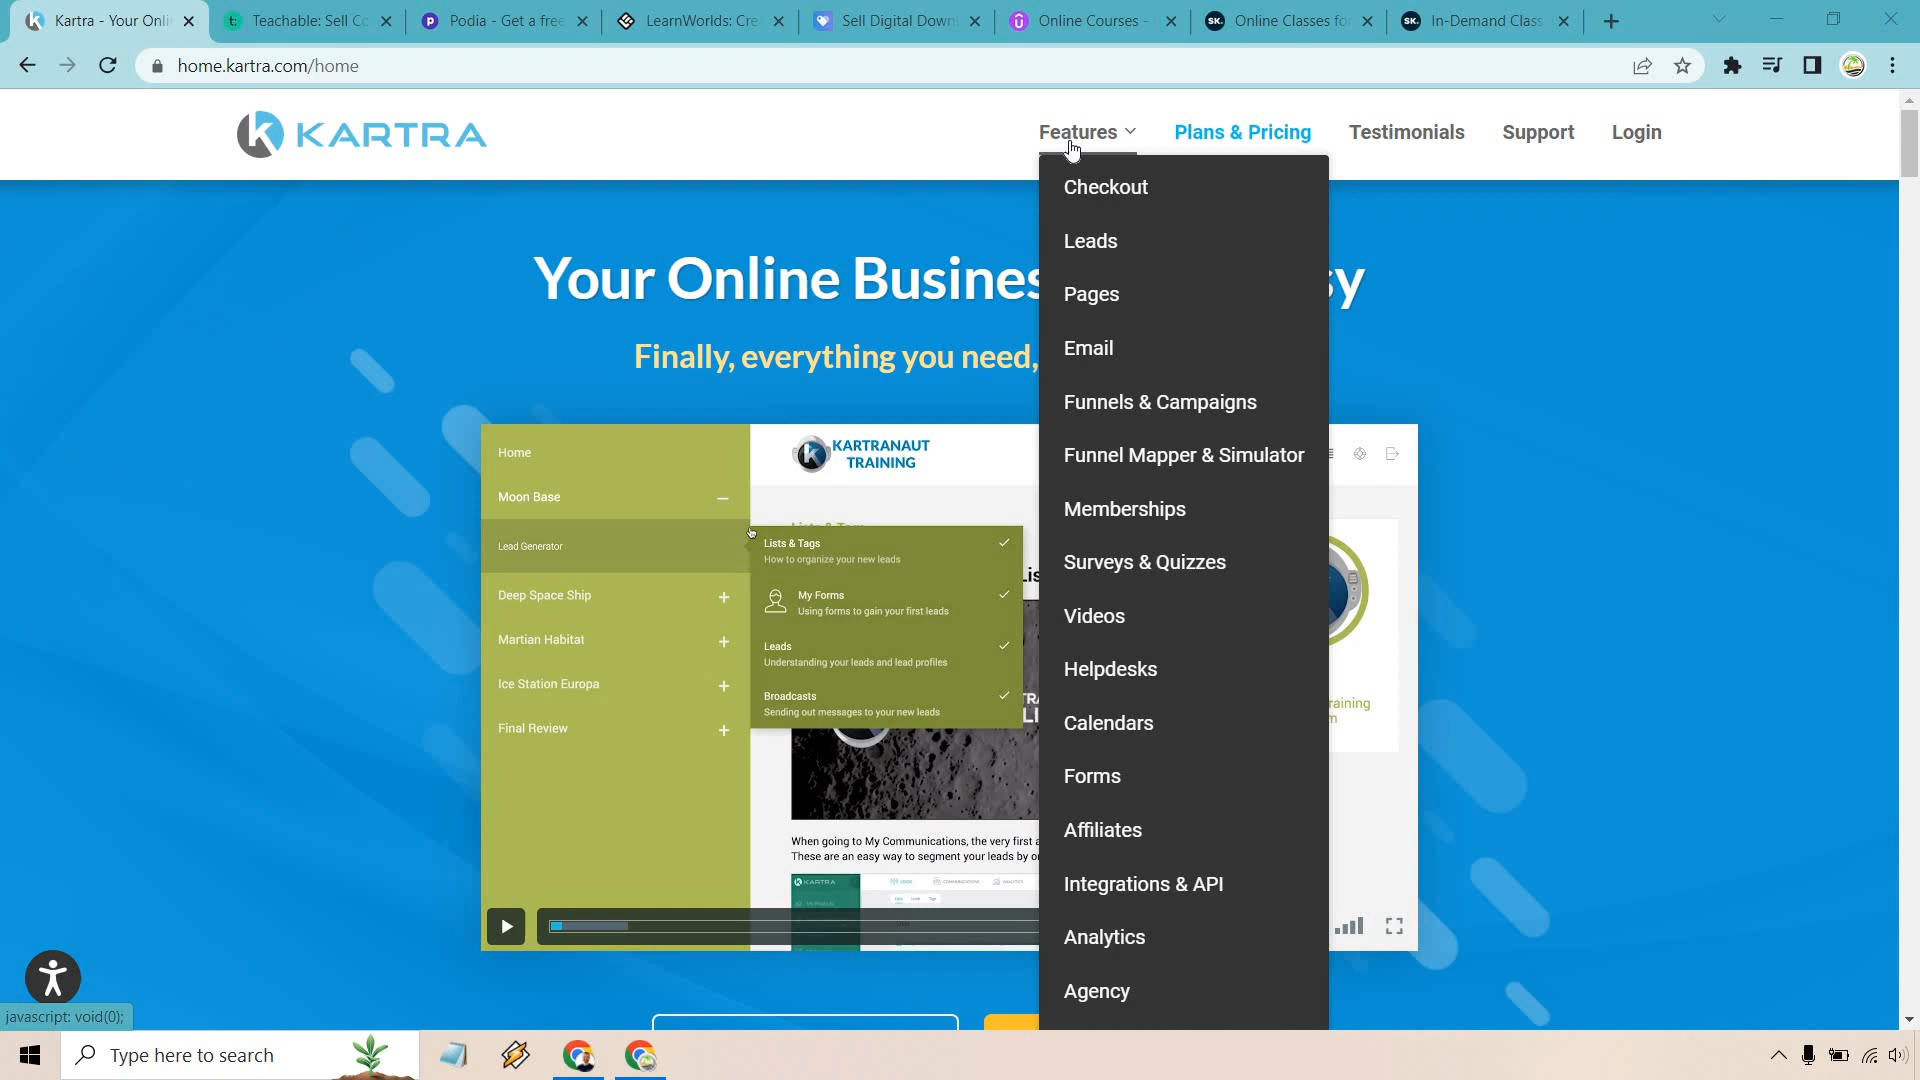 Kartra - Your Onli
Teachable: Sell Co
Podia - Get a free
LearnWorlds: Cre
Sell Digital Down
Online Courses -
SK. Online Classes fo
SK. In-Demand Class
home.kartra.com/home
KARTRA
Features
Plans & Pricing
Testimonials
Support
Login
Checkout
Leads
Pages
Email
Funnels & Campaigns
Funnel Mapper & Simulator
Memberships
Surveys & Quizzes
Videos
Helpdesks
Calendars
Forms
Affiliates
Integrations & API
Analytics
Agency
Your Online Busines
sy
Finally, everything you need,
Home
Moon Base
Lead Generator
Deep Space Ship
Martian Habitat
Ice Station Europa
Final Review
KARTRANAUT
TRAINING
Lists & Tags
How to organize your new leads
My Forms
Using forms to gain your first leads
Leads
Understanding your leads and lead profiles
Broadcasts
Sending out messages to your new leads
raining
When going to My Communications, the very first a
These are an easy way to segment your leads by o
KARTRA
javascript: void(0);
Type here to search